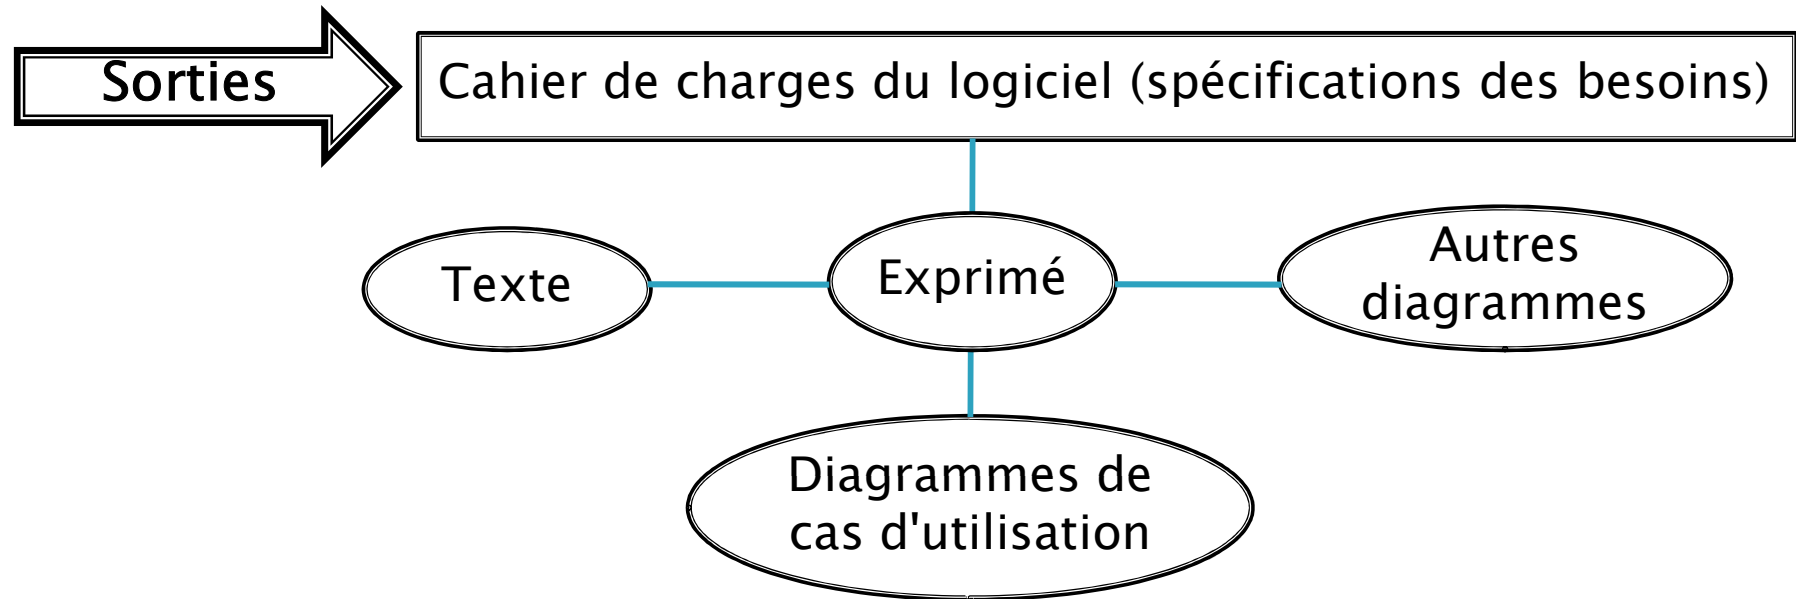 Sorties
Cahier de charges du logiciel (spécifications des besoins)
Texte
Exprimé
Autres
diagrammes
Diagrammes de
cas d'utilisation